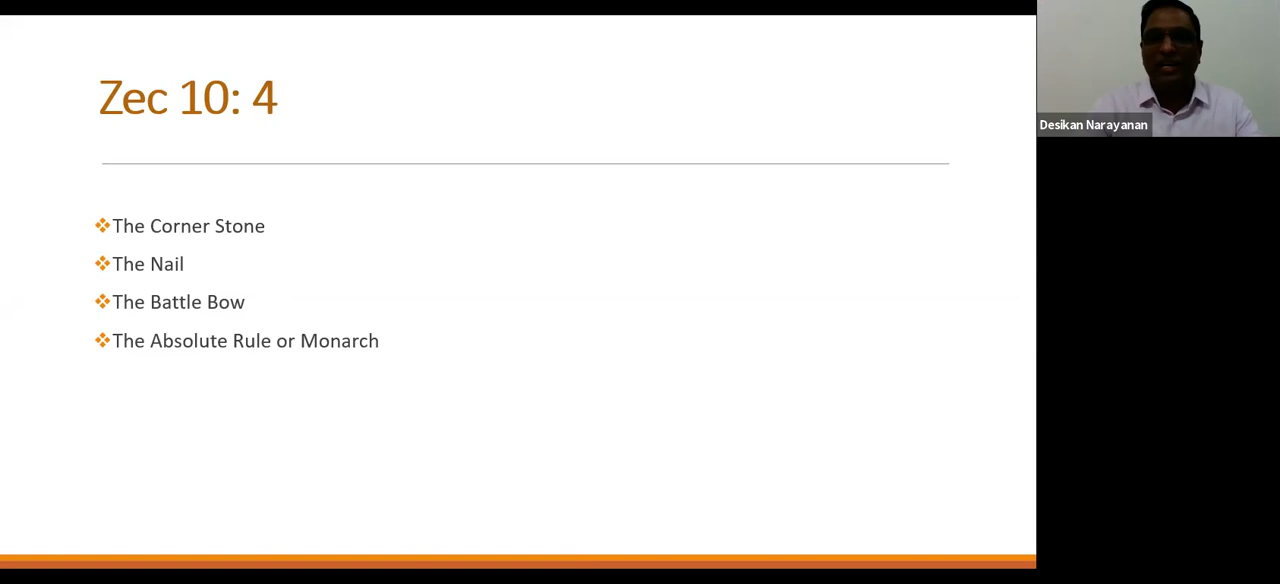 Zec 10: 4
The Corner Stone
The Nail
The Battle Bow
The Absolute Rule or Monarch
Desikan Narayanan